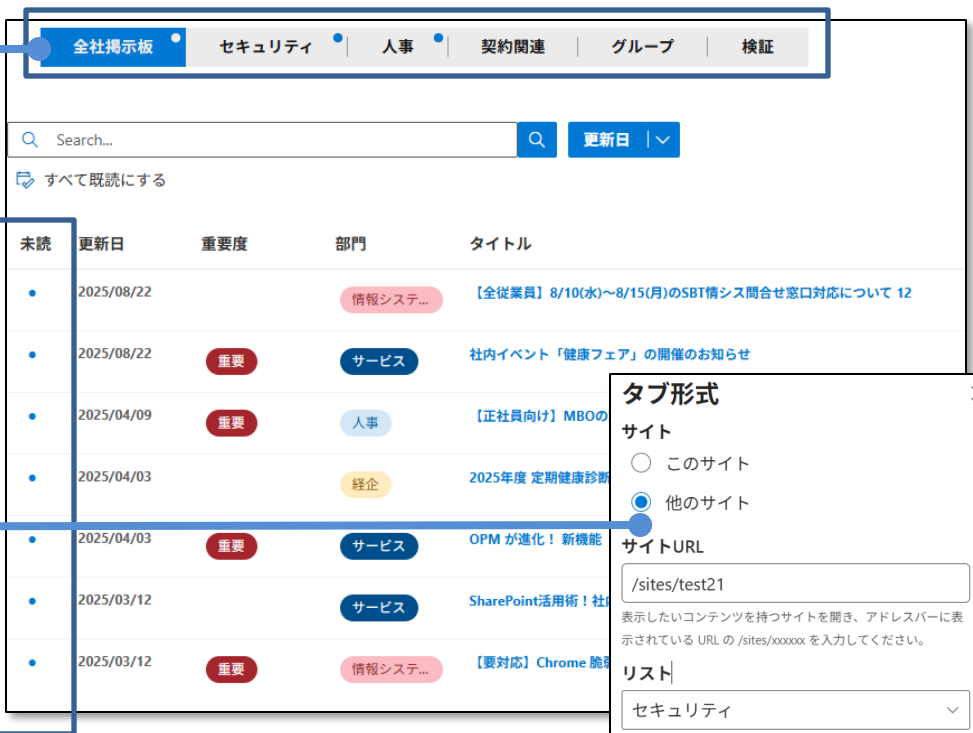 全社掲示板 セキュリティ 人事 契約関連 グループ 検証
Search... 更新日
すべて既読にする
未読 更新日 重要度 部門 タイトル
2025/08/22 情報システ... 【全従業員】8/10(水)～8/15(月)のSBT情シス問合せ窓口対応について 12
2025/08/22 重要 サービス 社内イベント「健康フェア」の開催のお知らせ
2025/04/09 重要 人事 【正社員向け】MBOの
2025/04/03 経企 2025年度 定期健康診断
2025/04/03 重要 サービス OPM が進化！ 新機能
2025/03/12 サービス SharePoint活用術！社
2025/03/12 重要 情報システ... 【要対応】Chrome 脆
タブ形式
サイト
このサイト
他のサイト
サイトURL
/sites/test21
表示したいコンテンツを持つサイトを開き、アドレスバーに表
示されている URL の /sites/xxxxxx を入力してください。
リスト
セキュリティ